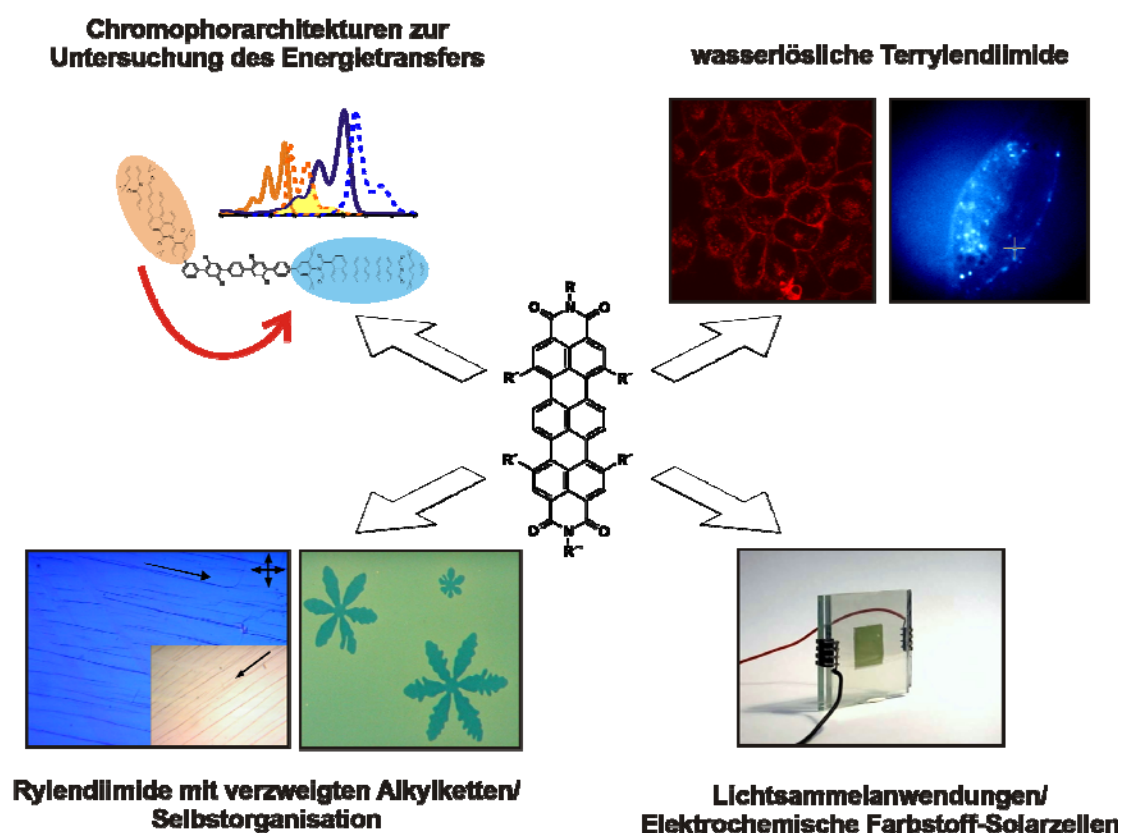 Chromophorarchitekturen zur
Untersuchung des Energietransfers
wasserlösliche Terrylendiimide
R
O N O
R´ R´
R´ R´
O N O
R´´
Rylendiimide mit verzweigten Alkylketten/
Selbstorganisation
Lichtsammelanwendungen/
Elektrochemische Farbstoff-Solarzellen